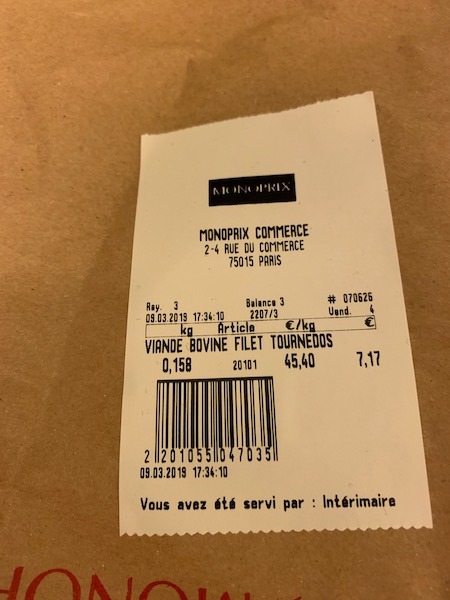 MONOPRIX
MONOPRIX COMMERCE
2-4 RUE DU COMMERCE
75015 PARIS
Ray. 3 Balance 3 # 070626
09.03.2019 17:34:10 2207/3 Vend. 4
kg Article €/kg €
VIANDE BOVINE FILET TOURNEDOS
0,158 20101 45,40 7,17
2 201055 047035
09.03.2019 17:34:10
Vous avez été servi par : Intérimaire